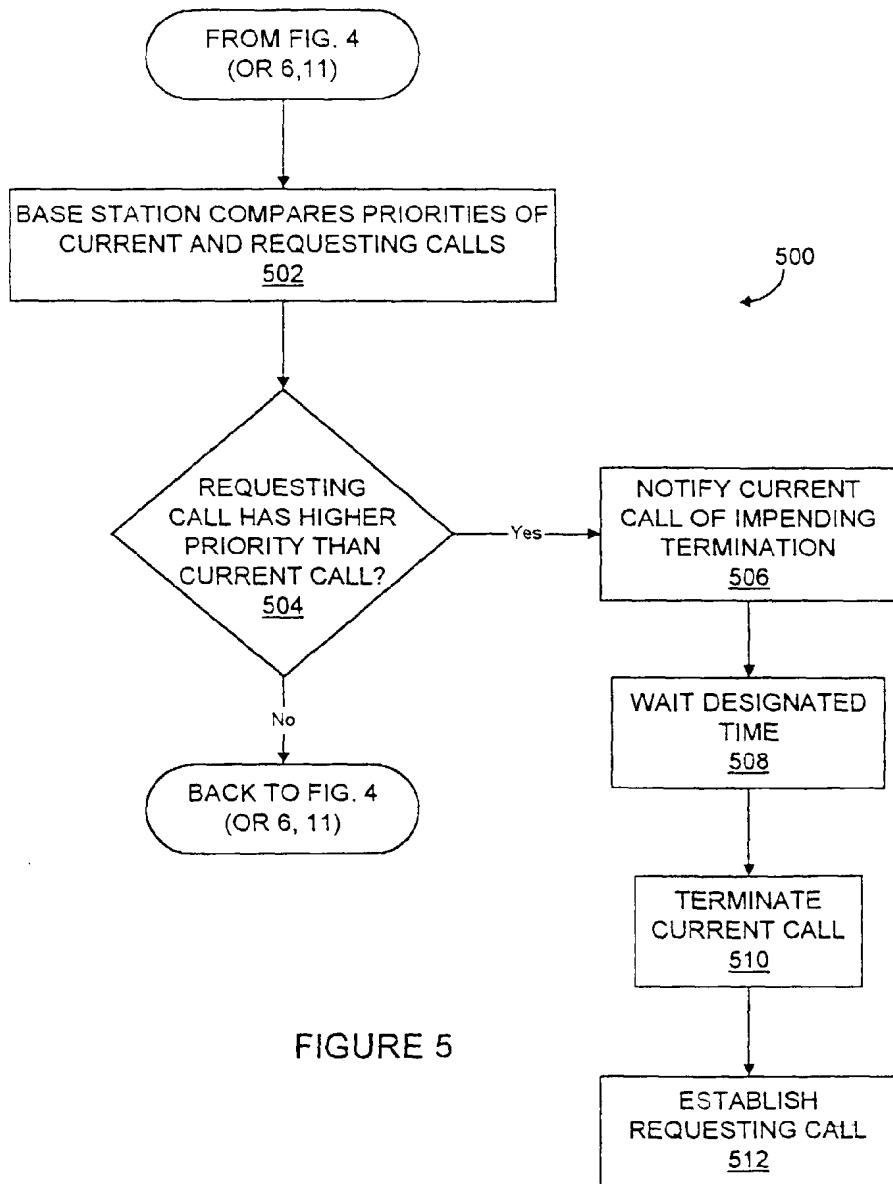 FROM FIG. 4
(OR 6,11)
BASE STATION COMPARES PRIORITIES OF
CURRENT AND REQUESTING CALLS
502
500
REQUESTING
CALL HAS HIGHER
PRIORITY THAN
CURRENT CALL?
504
Yes
NOTIFY CURRENT
CALL OF IMPENDING
TERMINATION
506
No
WAIT DESIGNATED
TIME
508
BACK TO FIG. 4
(OR 6, 11)
TERMINATE
CURRENT CALL
510
FIGURE 5
ESTABLISH
REQUESTING CALL
512